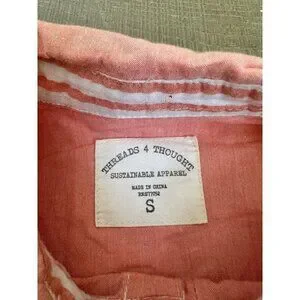 THREADS 4 THOUGHT
SUSTAINABLE APPAREL
MADE IN CHINA
S